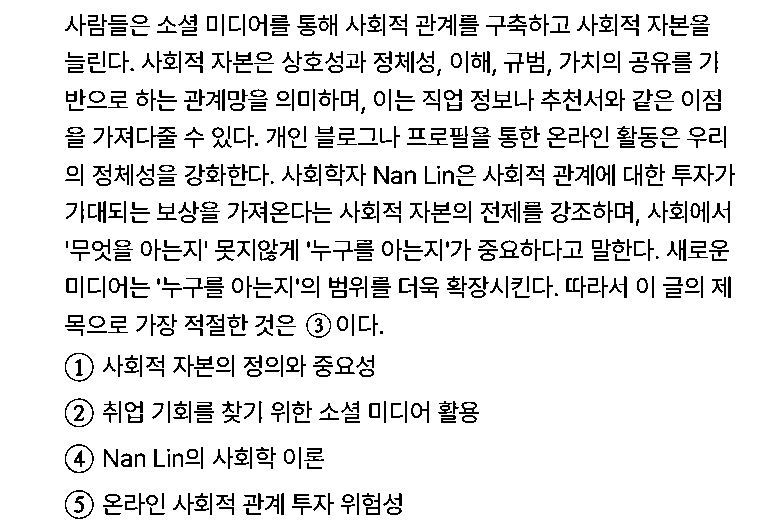 사람들은 소셜 미디어를 통해 사회적 관계를 구축하고 사회적 자본을
늘린다. 사회적 자본은 상호성과 정체성, 이해, 규범, 가치의 공유를 기
반으로 하는 관계망을 의미하며, 이는 직업 정보나 추천서와 같은 이점
을 가져다줄 수 있다. 개인 블로그나 프로필을 통한 온라인 활동은 우리
의 정체성을 강화한다. 사회학자 Nan Lin은 사회적 관계에 대한 투자가
기대되는 보상을 가져온다는 사회적 자본의 전제를 강조하며, 사회에서
'무엇을 아는지' 못지않게 '누구를 아는지'가 중요하다고 말한다. 새로운
미디어는 '누구를 아는지'의 범위를 더욱 확장시킨다. 따라서 이 글의 제
목으로 가장 적절한 것은 ③이다.
① 사회적 자본의 정의와 중요성
② 취업 기회를 찾기 위한 소셜 미디어 활용
④ Nan Lin의 사회학 이론
⑤ 온라인 사회적 관계 투자 위험성